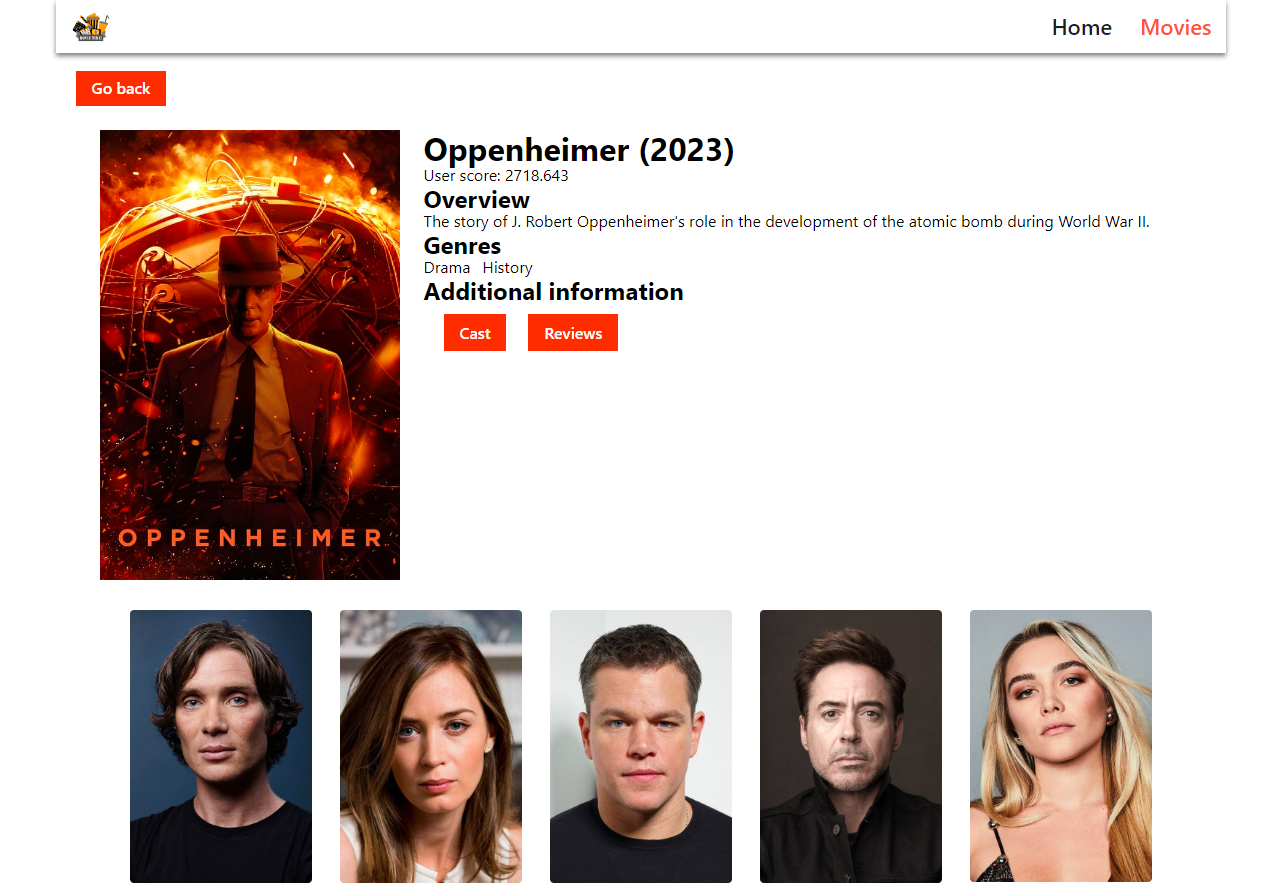 Home Movies
Go back
Oppenheimer (2023)
User score: 2718.643
Overview
The story of J. Robert Oppenheimer's role in the development of the atomic bomb during World War II.
Genres
Drama History
Additional information
Cast Reviews
OPPENHEIMER